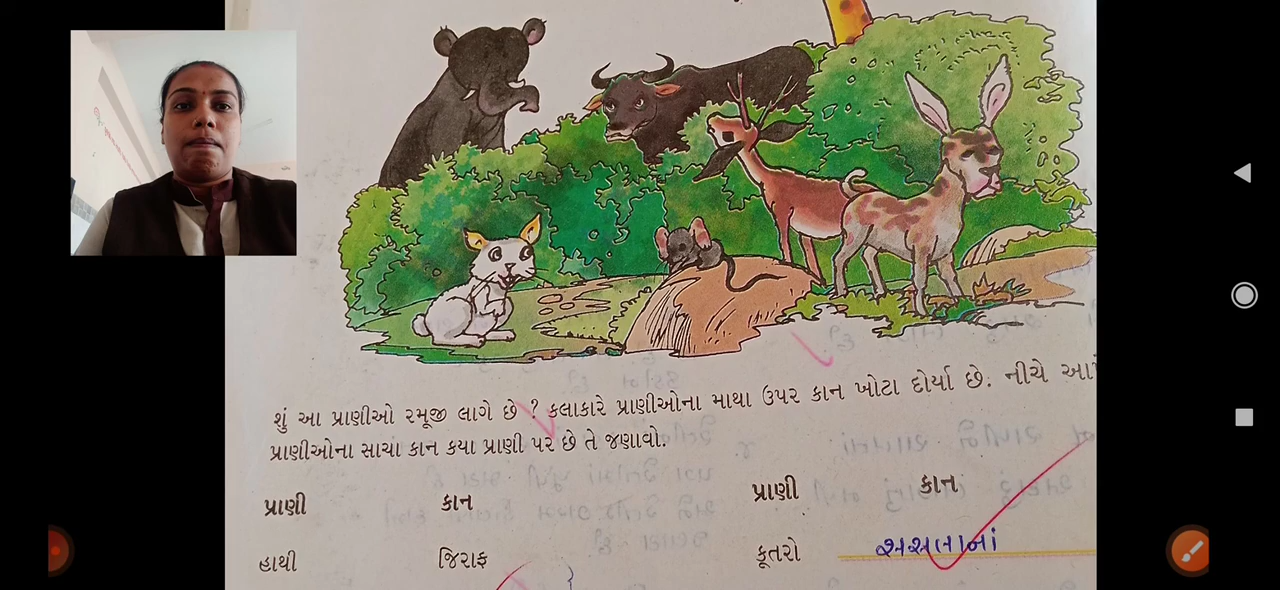 શું આ પ્રાણીઓ રમૂજી લાગે છે ? કલાકારે પ્રાણીઓના માથા ઉપર કાન ખોટા દોર્યા છે. નીચે
પ્રાણીઓના સાચા કાન કયા પ્રાણી પર છે તે જણાવો.
પ્રાણી કાન પ્રાણી કાન
હાથી જિરાફ કૂતરો સસલાનાં